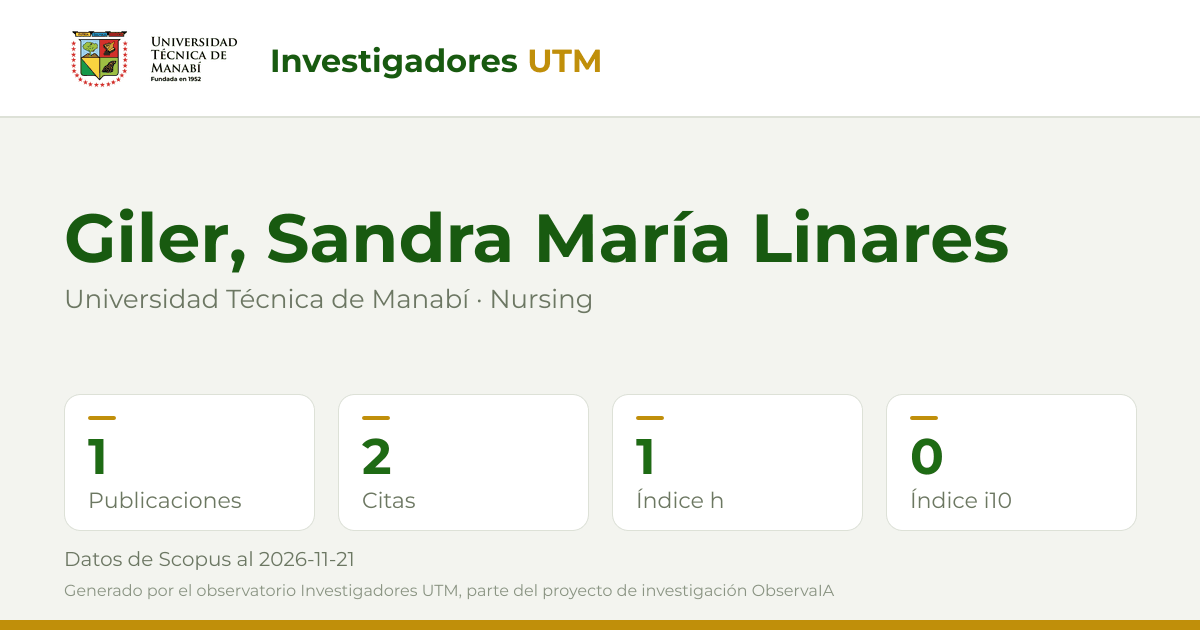 UNIVERSIDAD
TÉCNICA DE
MANABÍ
Fundada en 1952
Investigadores UTM
Giler, Sandra María Linares
Universidad Técnica de Manabí · Nursing
1
Publicaciones
2
Citas
1
Índice h
0
Índice i10
Datos de Scopus al 2026-11-21
Generado por el observatorio Investigadores UTM, parte del proyecto de investigación ObservaIA